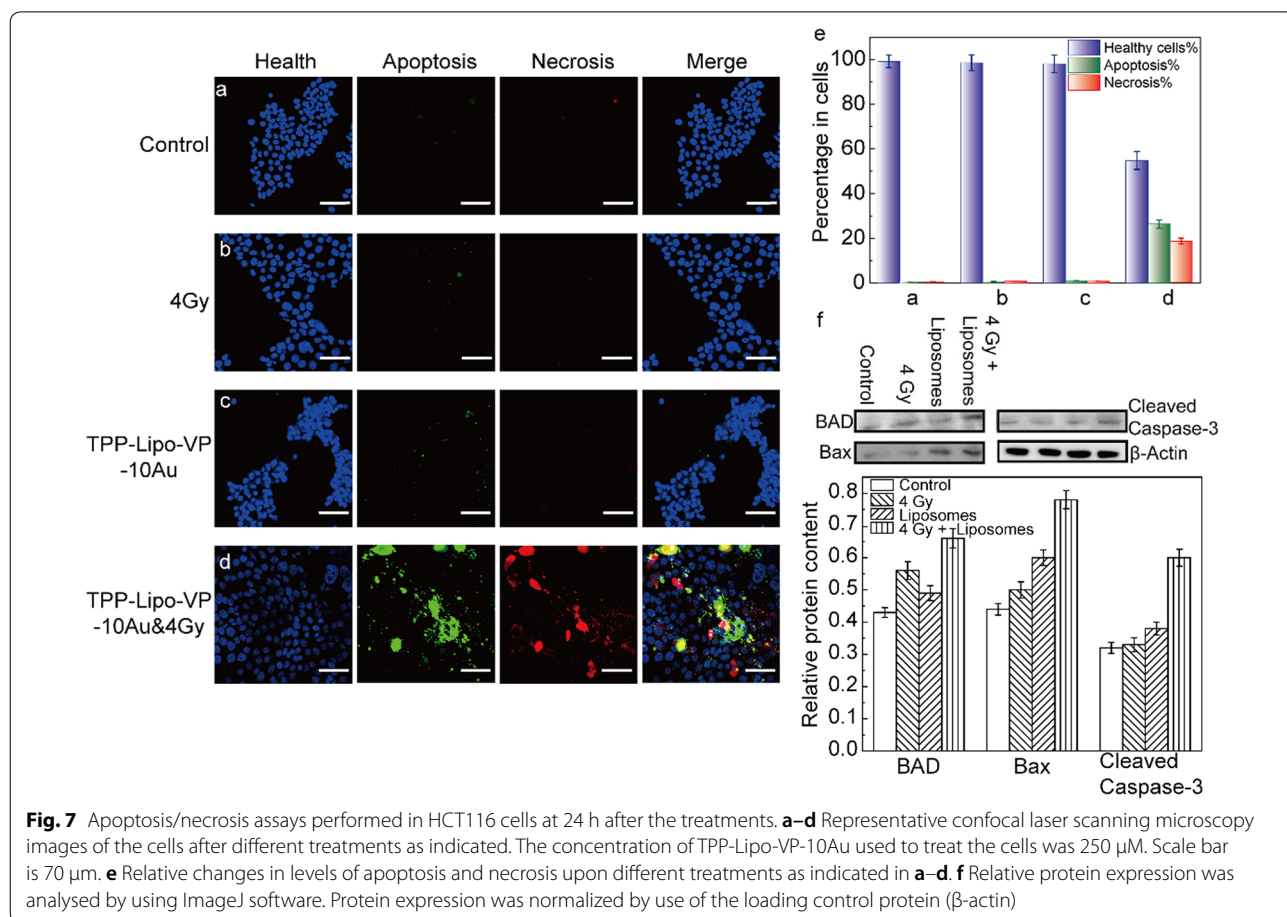 Health Apoptosis Necrosis Merge
a
Control
b
4Gy
c
TPP-Lipo-VP
-10Au
d
TPP-Lipo-VP
-10Au&4Gy
e
Healthy cells%
Apoptosis%
Necrosis%
Percentage in cells
100
80
60
40
20
0
a b c d
f
Control
4 Gy
Liposomes
4 Gy +
Liposomes
BAD
Cleaved
Caspase-3
Bax
β-Actin
Control
4 Gy
Liposomes
4 Gy + Liposomes
Relative protein content
0.8
0.7
0.6
0.5
0.4
0.3
0.2
0.1
0.0
BAD Bax Cleaved
Caspase-3
Fig. 7 Apoptosis/necrosis assays performed in HCT116 cells at 24 h after the treatments. a–d Representative confocal laser scanning microscopy
images of the cells after different treatments as indicated. The concentration of TPP-Lipo-VP-10Au used to treat the cells was 250 μM. Scale bar
is 70 μm. e Relative changes in levels of apoptosis and necrosis upon different treatments as indicated in a–d. f Relative protein expression was
analysed by using ImageJ software. Protein expression was normalized by use of the loading control protein (β-actin)